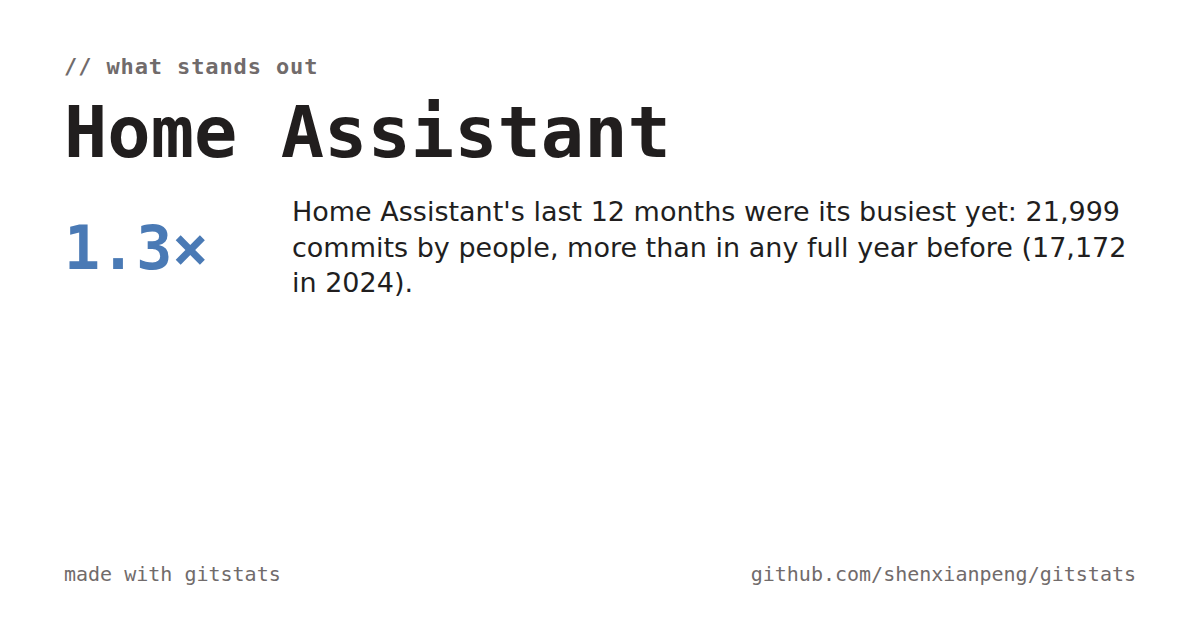 // what stands out
Home Assistant
1.3×
Home Assistant's last 12 months were its busiest yet: 21,999
commits by people, more than in any full year before (17,172
in 2024).
made with gitstats
github.com/shenxianpeng/gitstats